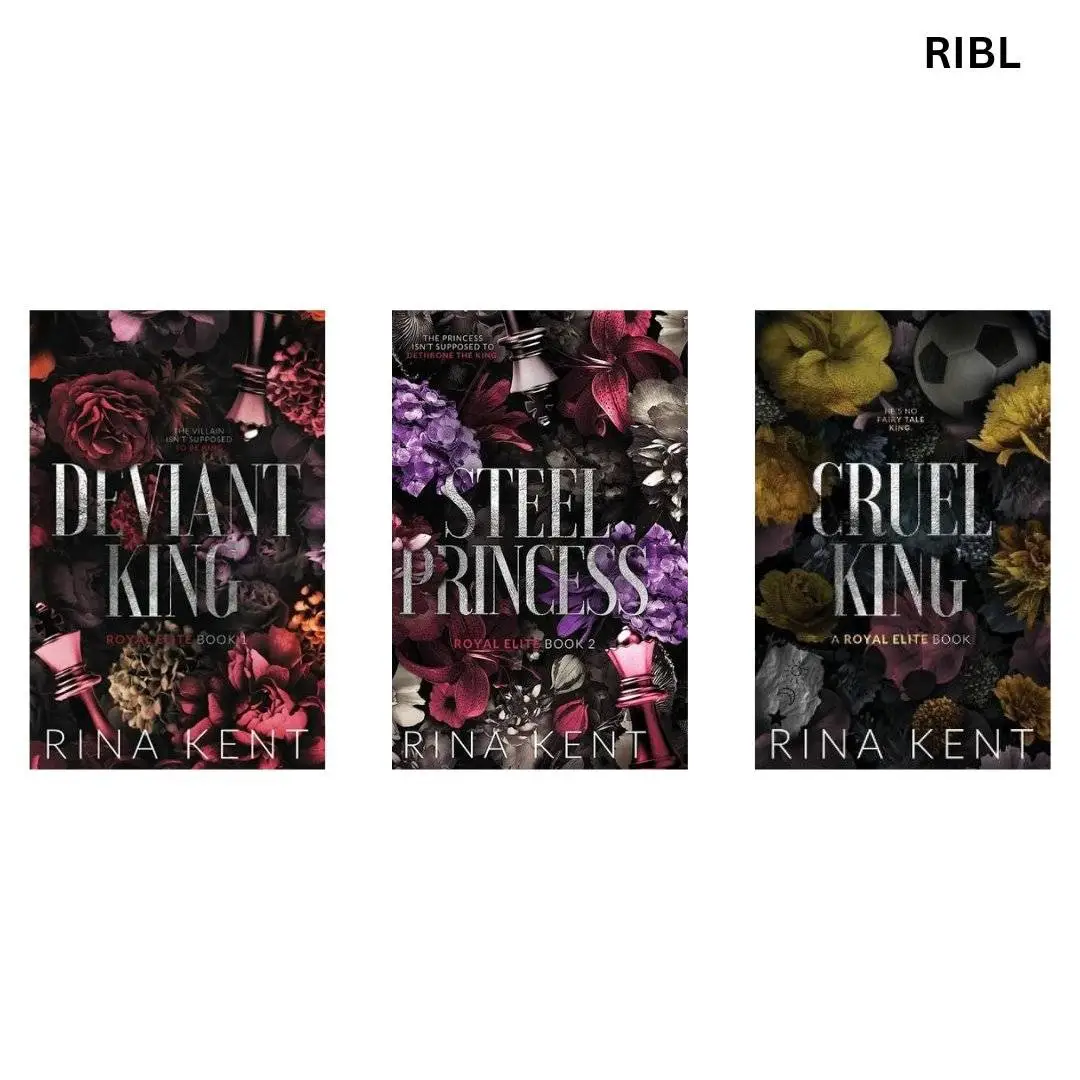 RIBL
THE VILLAIN
ISN'T SUPPOSED
TO BE KING
DEVIANT
KING
ROYAL ELITE BOOK 1
RINA KENT
THE PRINCESS
ISN'T SUPPOSED TO
DETHRONE THE KING
STEEL
PRINCESS
ROYAL ELITE BOOK 2
RINA KENT
HE'S NO
FAIRY TALE
KING
CRUEL
KING
A ROYAL ELITE BOOK
RINA KENT